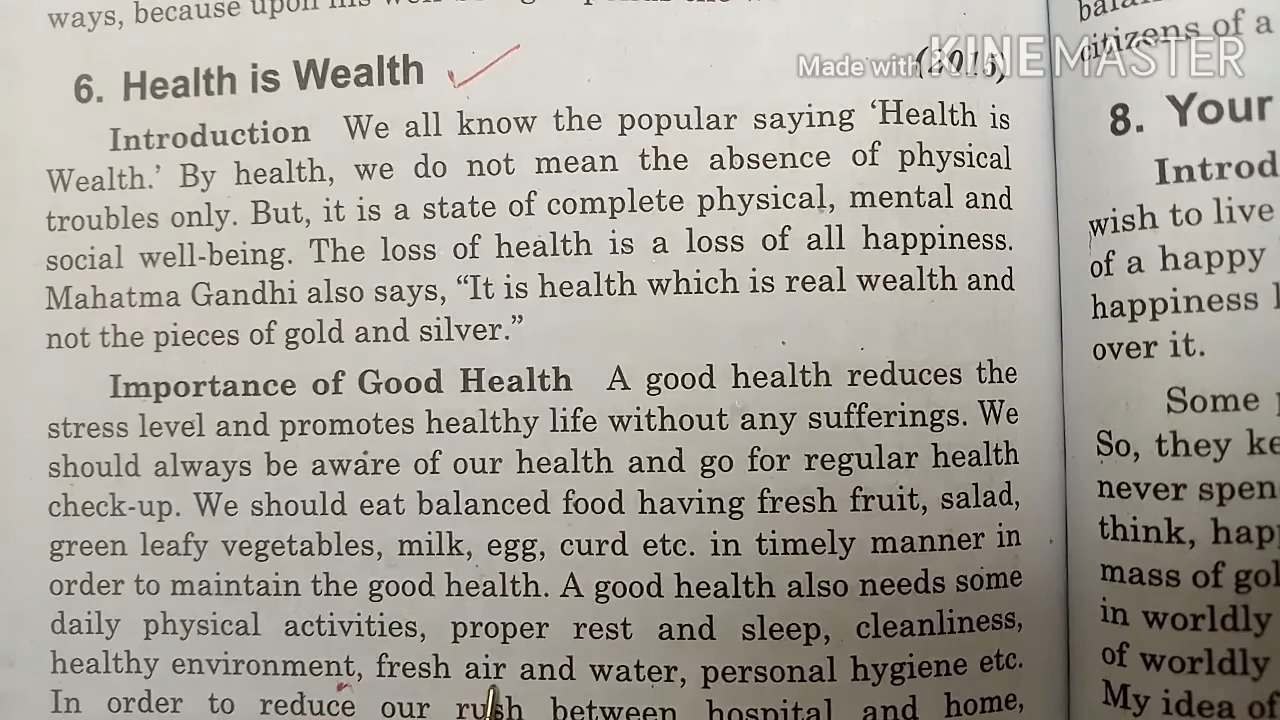 ways, because upon his
6. Health is Wealth
(2015)
Made with KINEMASTER
Introduction We all know the popular saying ‘Health is
Wealth.’ By health, we do not mean the absence of physical
troubles only. But, it is a state of complete physical, mental and
social well-being. The loss of health is a loss of all happiness.
Mahatma Gandhi also says, “It is health which is real wealth and
not the pieces of gold and silver.”
Importance of Good Health A good health reduces the
stress level and promotes healthy life without any sufferings. We
should always be aware of our health and go for regular health
check-up. We should eat balanced food having fresh fruit, salad,
green leafy vegetables, milk, egg, curd etc. in timely manner in
order to maintain the good health. A good health also needs some
daily physical activities, proper rest and sleep, cleanliness,
healthy environment, fresh air and water, personal hygiene etc.
In order to reduce our rush between hospital and home,
citizens of a
8. Your
Introd
wish to live
of a happy
happiness
over it.
Some
So, they ke
never spen
think, hap
mass of gol
in worldly
of worldly
My idea of